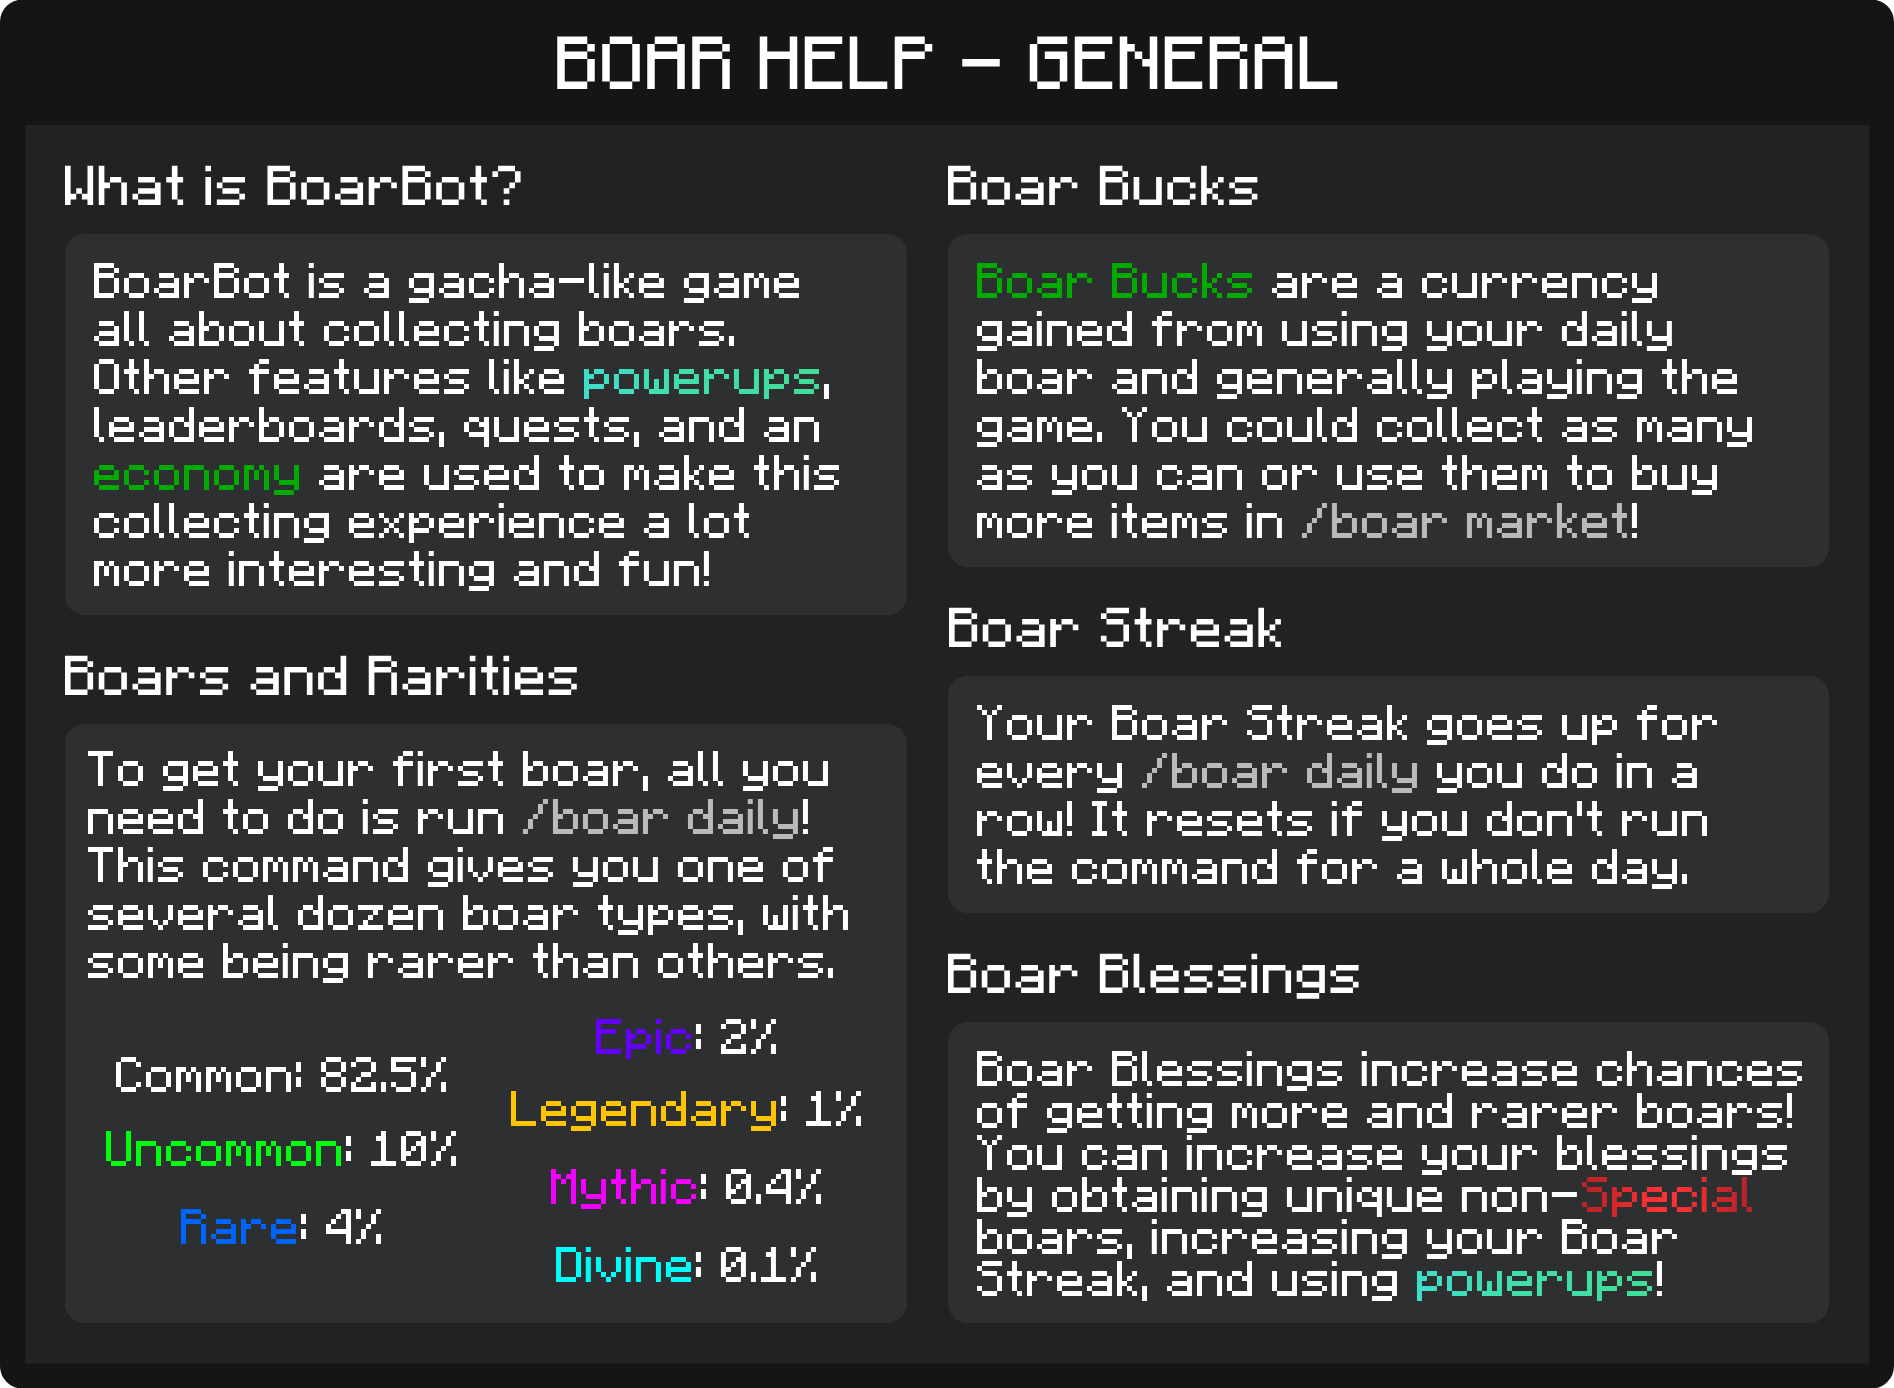 BOAR HELP - GENERAL
What is BoarBot?
BoarBot is a gacha-like game
all about collecting boars.
Other features like powerups,
leaderboards, quests, and an
economy are used to make this
collecting experience a lot
more interesting and fun!
Boars and Rarities
To get your first boar, all you
need to do is run /boar daily!
This command gives you one of
several dozen boar types, with
some being rarer than others.
Common: 82.5%
Uncommon: 10%
Rare: 4%
Epic: 2%
Legendary: 1%
Mythic: 0.4%
Divine: 0.1%
Boar Bucks
Boar Bucks are a currency
gained from using your daily
boar and generally playing the
game. You could collect as many
as you can or use them to buy
more items in /boar market!
Boar Streak
Your Boar Streak goes up for
every /boar daily you do in a
row! It resets if you don't run
the command for a whole day.
Boar Blessings
Boar Blessings increase chances
of getting more and rarer boars!
You can increase your blessings
by obtaining unique non-Special
boars, increasing your Boar
Streak, and using powerups!